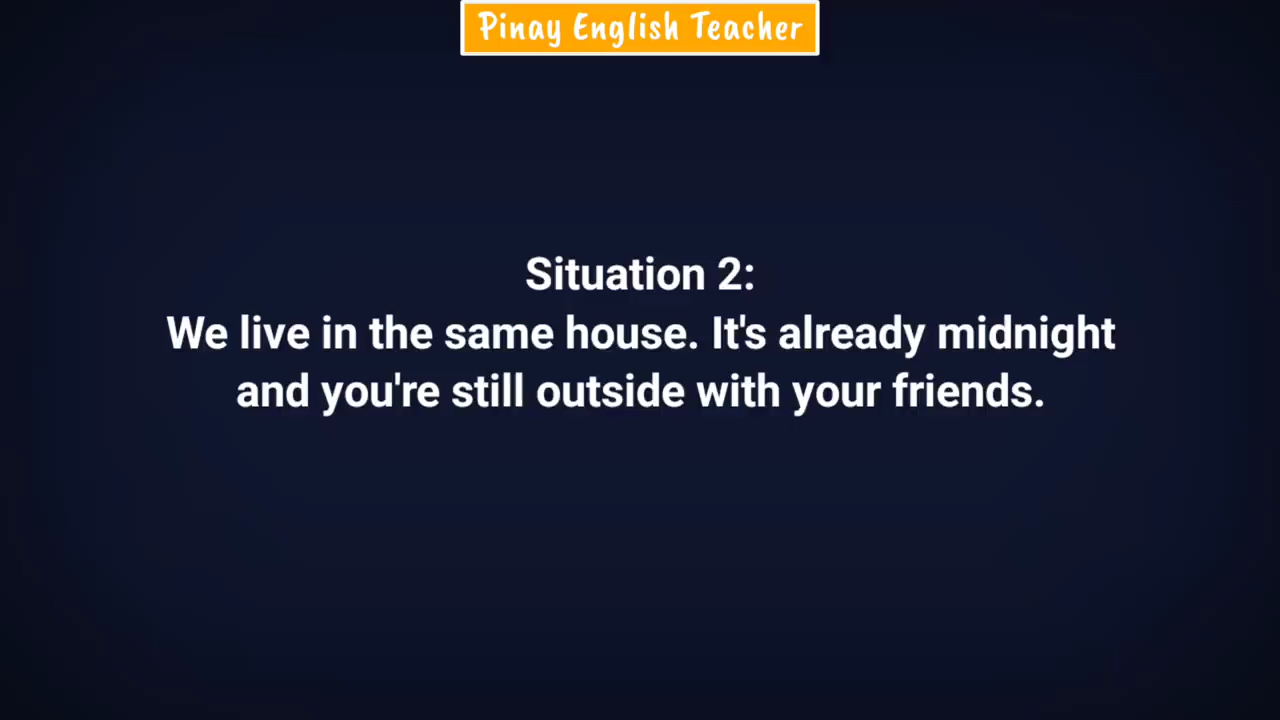 Pinay English Teacher
Situation 2:
We live in the same house. It's already midnight
and you're still outside with your friends.